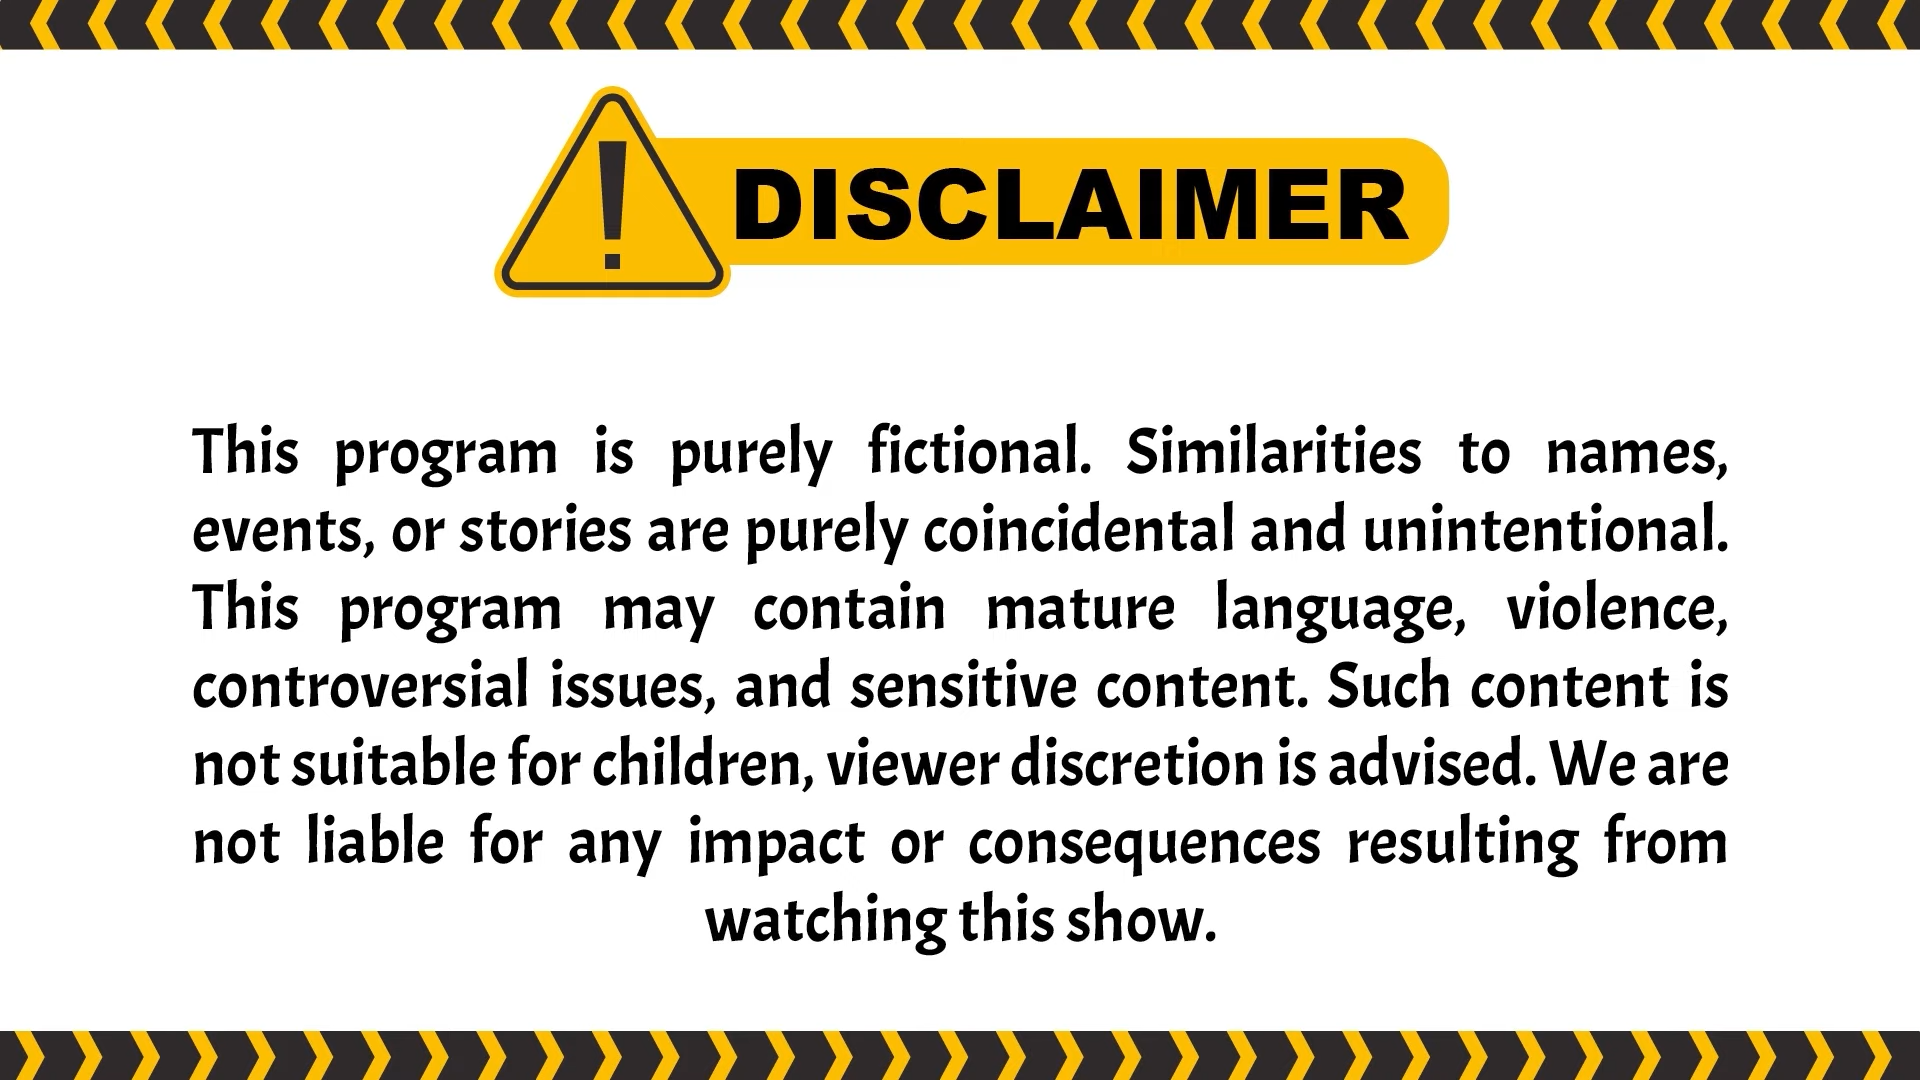 DISCLAIMER
This program is purely fictional. Similarities to names,
events, or stories are purely coincidental and unintentional.
This program may contain mature language, violence,
controversial issues, and sensitive content. Such content is
not suitable for children, viewer discretion is advised. We are
not liable for any impact or consequences resulting from
watching this show.